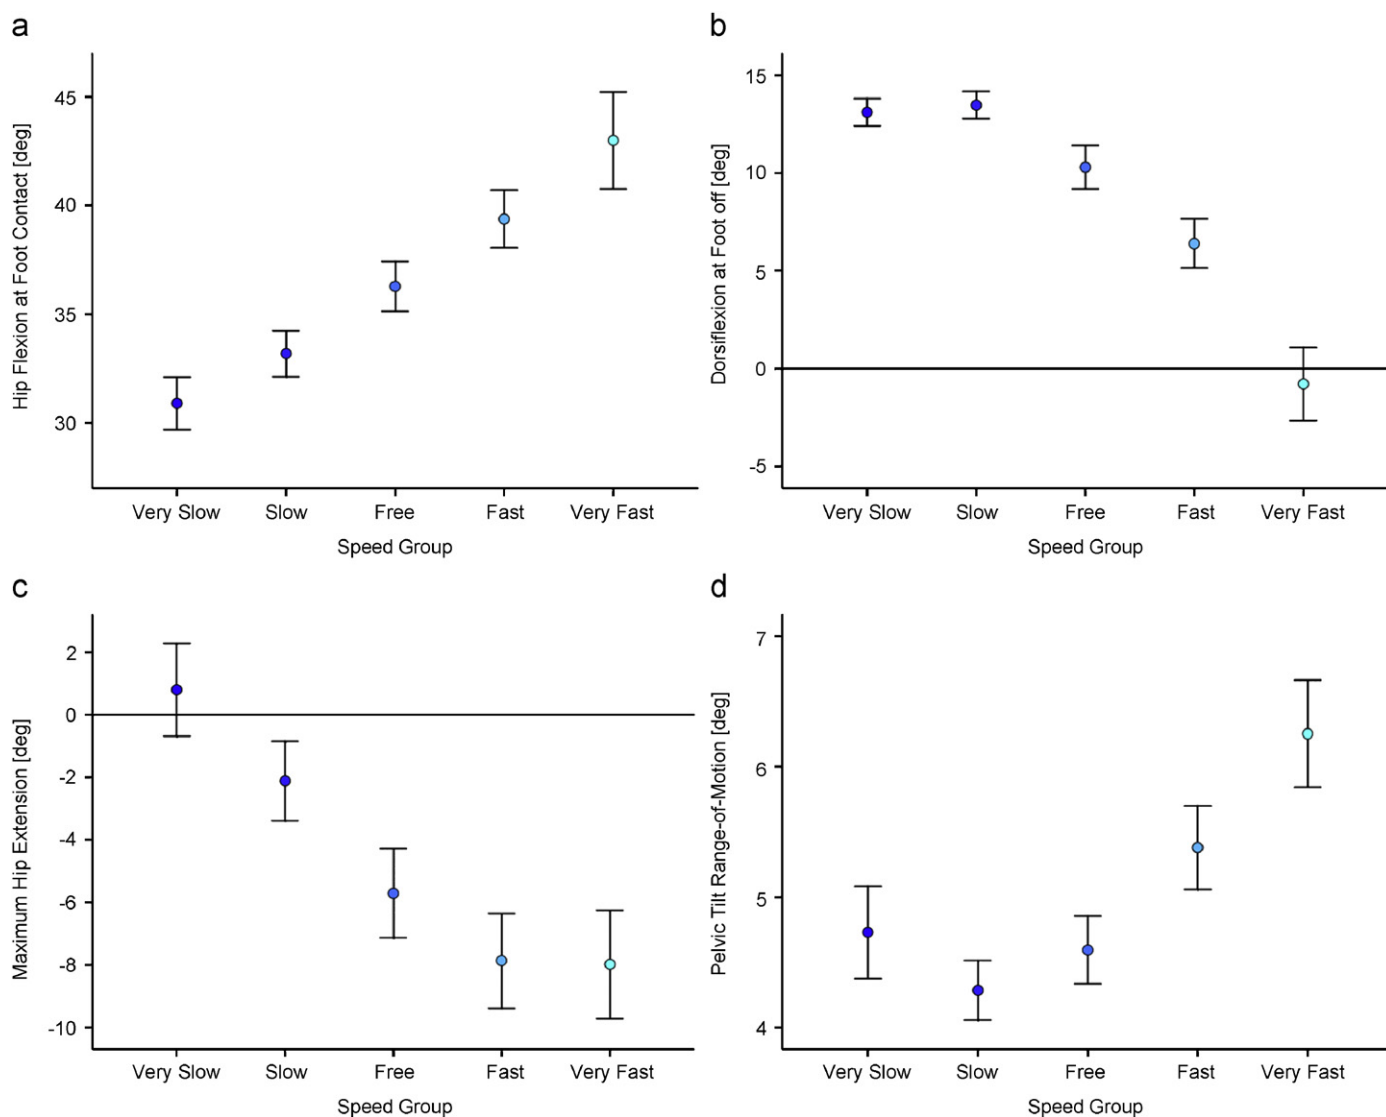 a
Hip Flexion at Foot Contact [deg]
45
40
35
30
Very Slow Slow Free Fast Very Fast
Speed Group
b
Dorsiflexion at Foot off [deg]
15
10
5
0
-5
Very Slow Slow Free Fast Very Fast
Speed Group
c
Maximum Hip Extension [deg]
2
0
-2
-4
-6
-8
-10
Very Slow Slow Free Fast Very Fast
Speed Group
d
Pelvic Tilt Range-of-Motion [deg]
7
6
5
4
Very Slow Slow Free Fast Very Fast
Speed Group